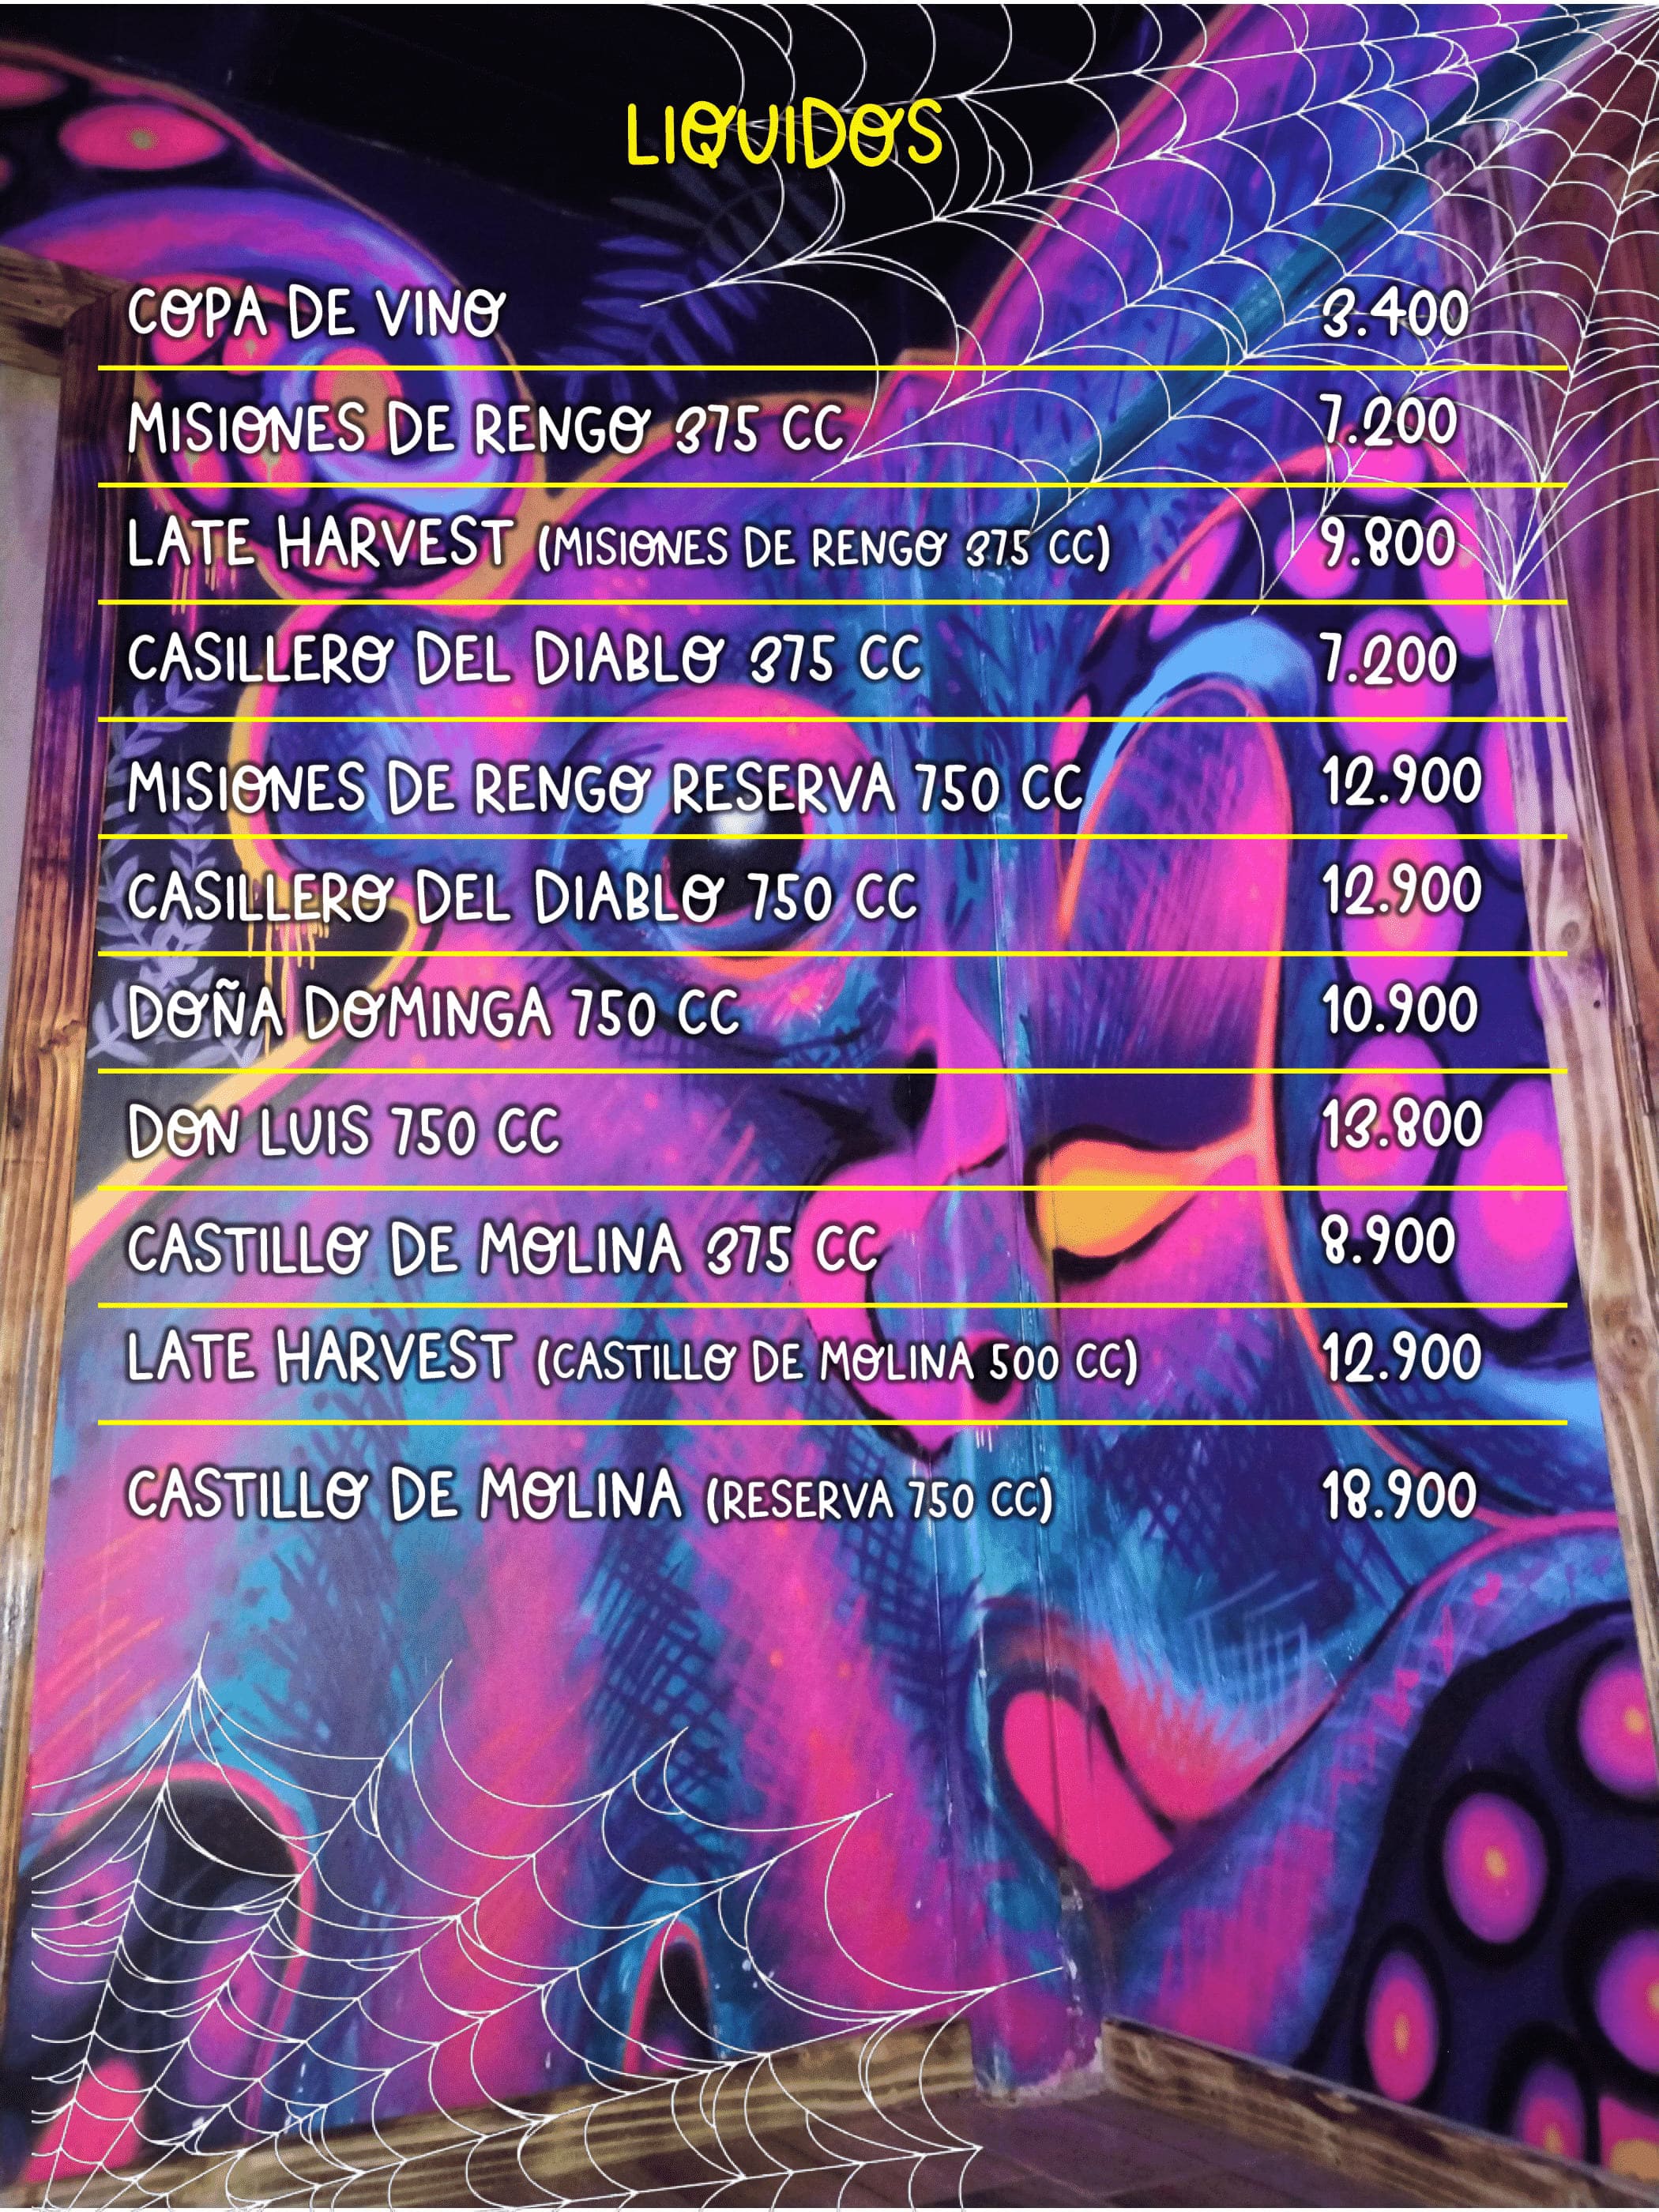 LIQUIDOS
COPA DE VINO 3.400
MISIONES DE RENGO 375 CC 7.200
LATE HARVEST (MISIONES DE RENGO 375 CC) 9.800
CASILLERO DEL DIABLO 375 CC 7.200
MISIONES DE RENGO RESERVA 750 CC 12.900
CASILLERO DEL DIABLO 750 CC 12.900
DOÑA DOMINGA 750 CC 10.900
DON LUIS 750 CC 13.800
CASTILLO DE MOLINA 375 CC 8.900
LATE HARVEST (CASTILLO DE MOLINA 500 CC) 12.900
CASTILLO DE MOLINA (RESERVA 750 CC) 18.900